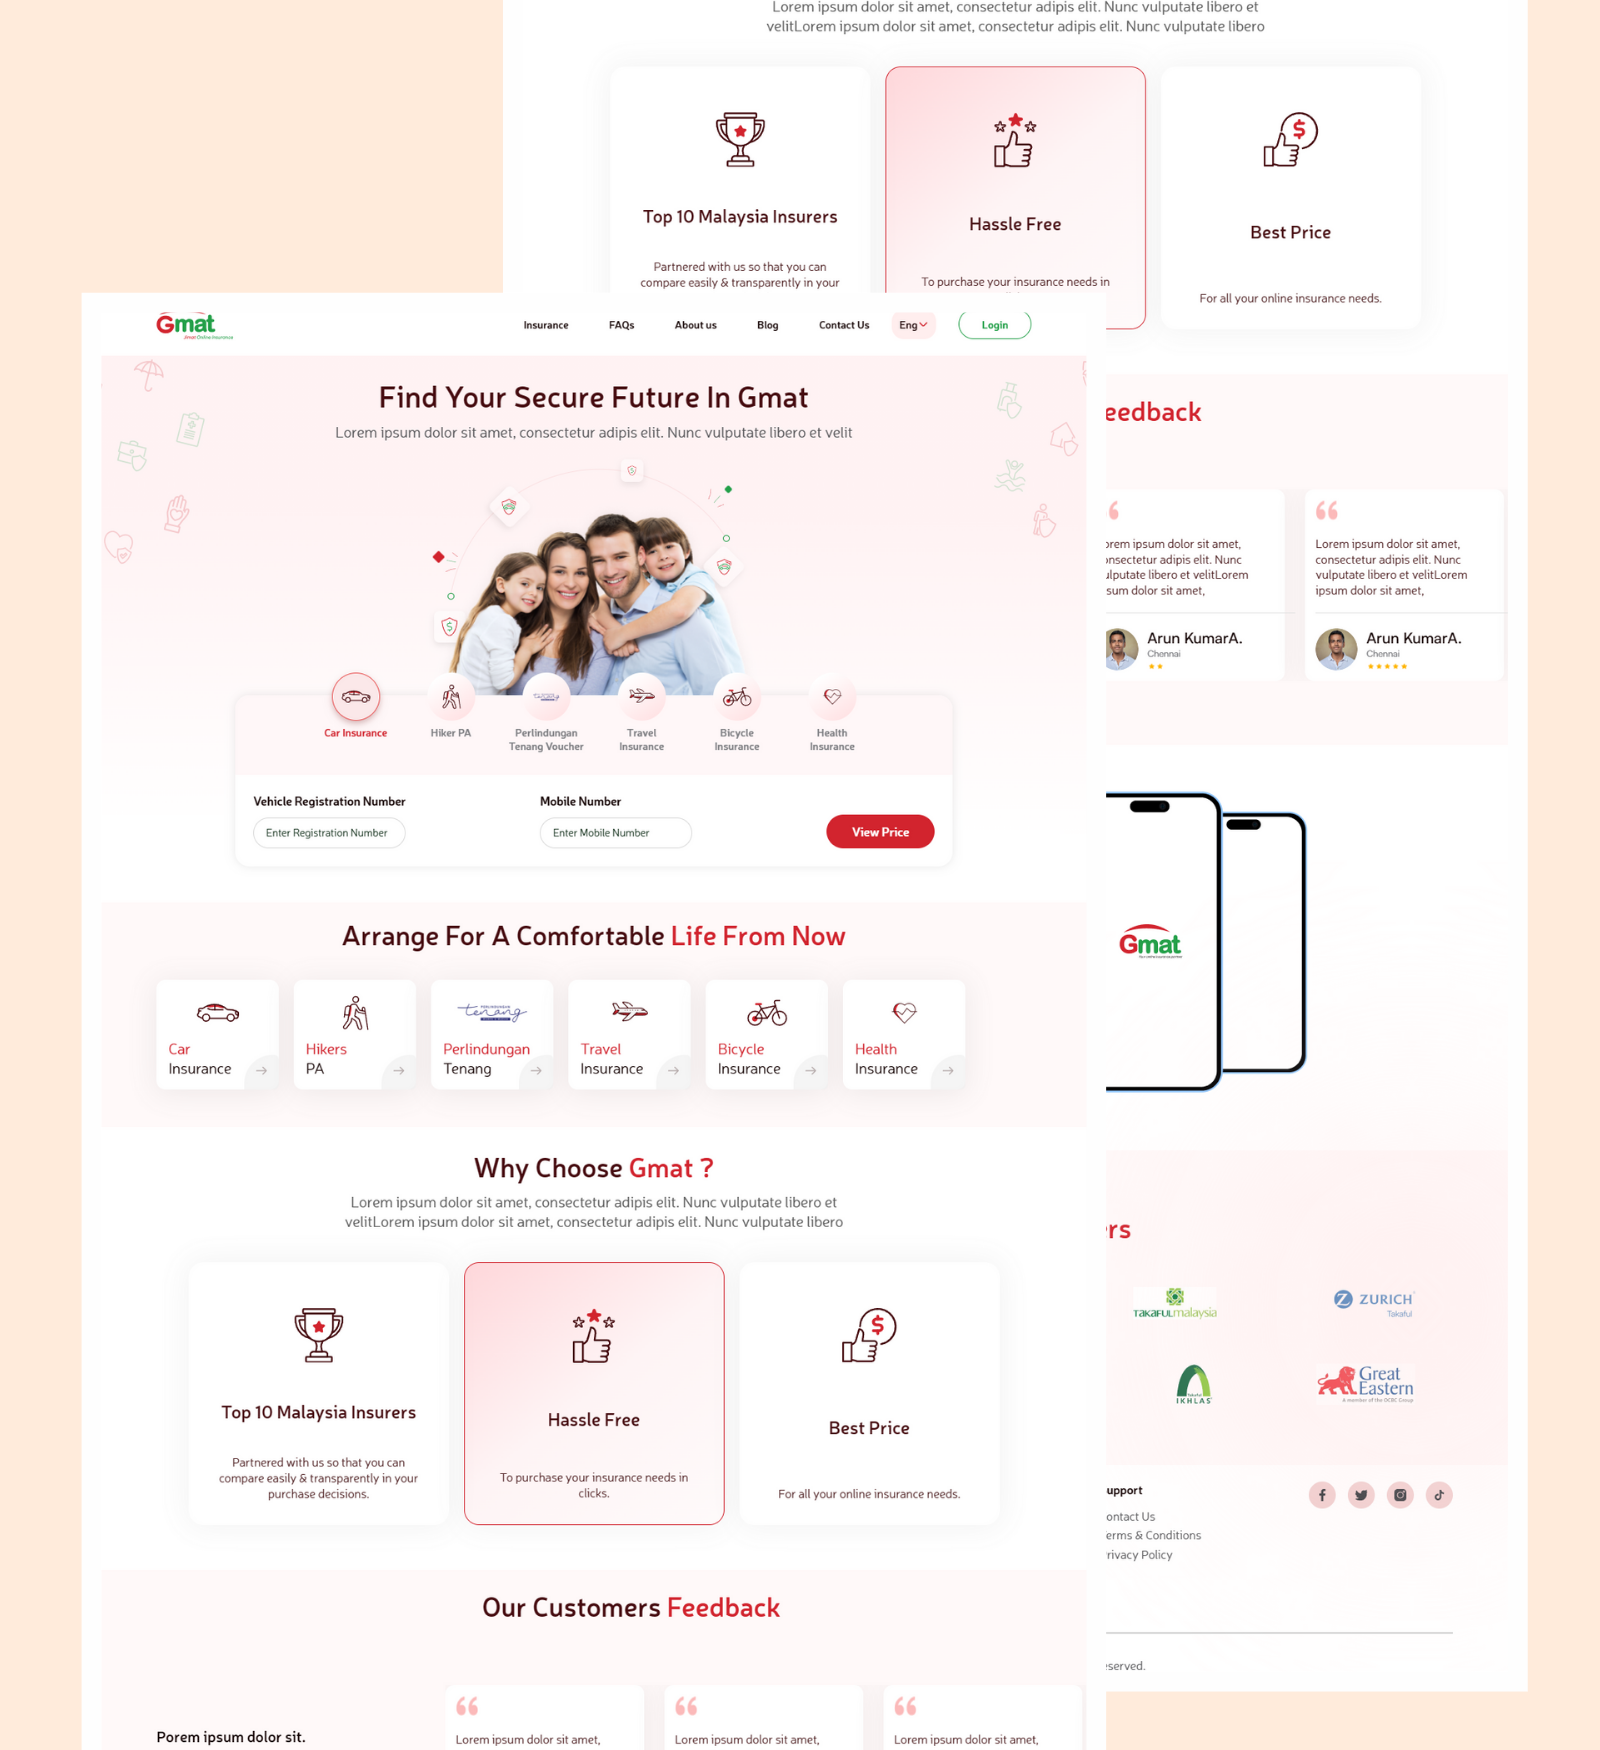 Lorem ipsum dolor sit amet, consectetur adipis elit. Nunc vulputate libero et
velitLorem ipsum dolor sit amet, consectetur adipis elit. Nunc vulputate libero
Top 10 Malaysia Insurers
Partnered with us so that you can
compare easily & transparently in your
Hassle Free
To purchase your insurance needs in
Best Price
For all your online insurance needs.
Gmat
Insurance
FAQs
About us
Blog
Contact Us
Eng
Login
Find Your Secure Future In Gmat
Lorem ipsum dolor sit amet, consectetur adipis elit. Nunc vulputate libero et velit
Car Insurance
Hiker PA
Perlindungan
Tenang Voucher
Travel
Insurance
Bicycle
Insurance
Health
Insurance
Vehicle Registration Number
Enter Registration Number
Mobile Number
Enter Mobile Number
View Price
Arrange For A Comfortable Life From Now
Car
Insurance
Hikers
PA
tenang
Perlindungan
Tenang
Travel
Insurance
Bicycle
Insurance
Health
Insurance
Why Choose Gmat ?
Lorem ipsum dolor sit amet, consectetur adipis elit. Nunc vulputate libero et
velitLorem ipsum dolor sit amet, consectetur adipis elit. Nunc vulputate libero
Top 10 Malaysia Insurers
Partnered with us so that you can
compare easily & transparently in your
purchase decisions.
Hassle Free
To purchase your insurance needs in
clicks.
Best Price
For all your online insurance needs.
Our Customers Feedback
Porem ipsum dolor sit.
Lorem ipsum dolor sit amet,
Lorem ipsum dolor sit amet,
Lorem ipsum dolor sit amet,
eedback
orem ipsum dolor sit amet,
onsectetur adipis elit. Nunc
ulputate libero et velitLorem
psum dolor sit amet,
Arun KumarA.
Chennai
Lorem ipsum dolor sit amet,
consectetur adipis elit. Nunc
vulputate libero et velitLorem
ipsum dolor sit amet,
Arun KumarA.
Chennai
Gmat
rs
TAKAFULmalaysia
ZURICH
Takaful
IKHLAS
Great
Eastern
A member of the OCBC Group
upport
ontact Us
erms & Conditions
rivacy Policy
eserved.